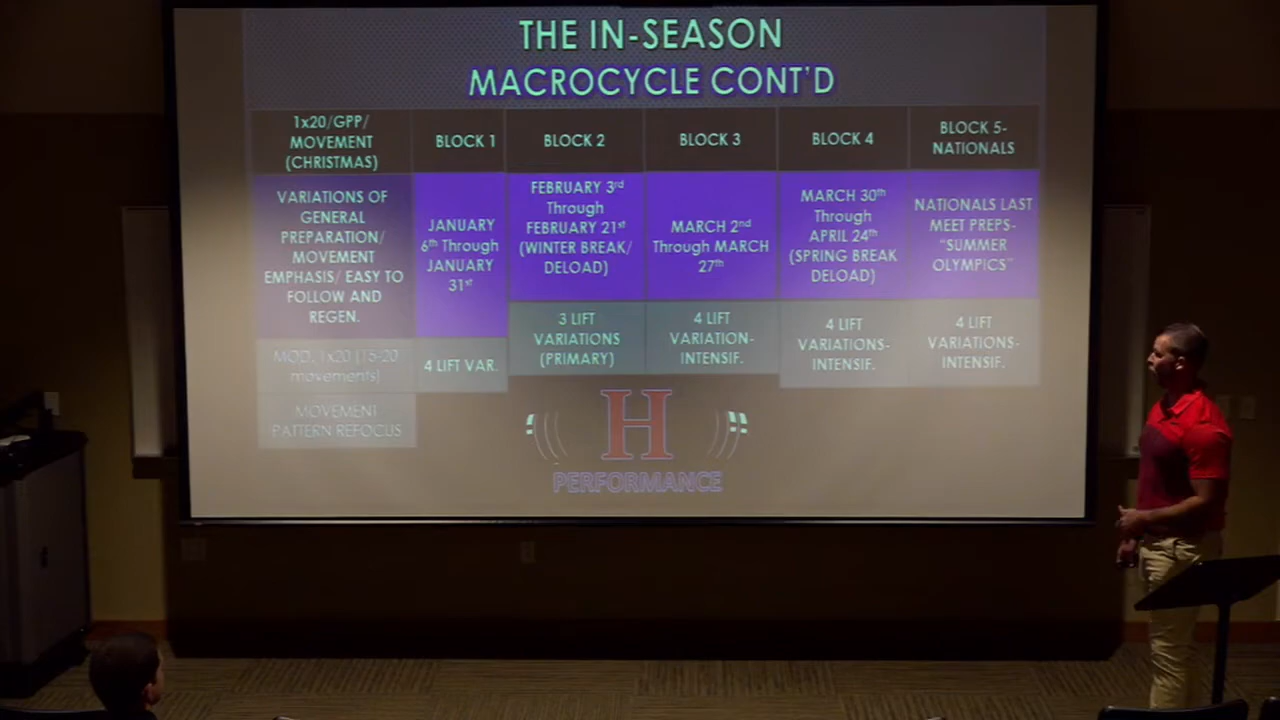 THE IN-SEASON
MACROCYCLE CONT'D
1x20/GPP/
MOVEMENT
(CHRISTMAS)
BLOCK 1
BLOCK 2
BLOCK 3
BLOCK 4
BLOCK 5-
NATIONALS
VARIATIONS OF
GENERAL
PREPARATION/
MOVEMENT
EMPHASIS/ EASY TO
FOLLOW AND
REGEN.
JANUARY
6th Through
JANUARY
31st
FEBRUARY 3rd
Through
FEBRUARY 21st
(WINTER BREAK/
DELOAD)
MARCH 2nd
Through MARCH
27th
MARCH 30th
Through
APRIL 24th
(SPRING BREAK
DELOAD)
NATIONALS LAST
MEET PREPS-
"SUMMER
OLYMPICS"
MOD. 1x20 (15-20
movements)
4 LIFT VAR.
3 LIFT
VARIATIONS
(PRIMARY)
4 LIFT
VARIATION-
INTENSIF.
4 LIFT
VARIATIONS-
INTENSIF.
4 LIFT
VARIATIONS-
INTENSIF.
MOVEMENT
PATTERN REFOCUS
H
PERFORMANCE